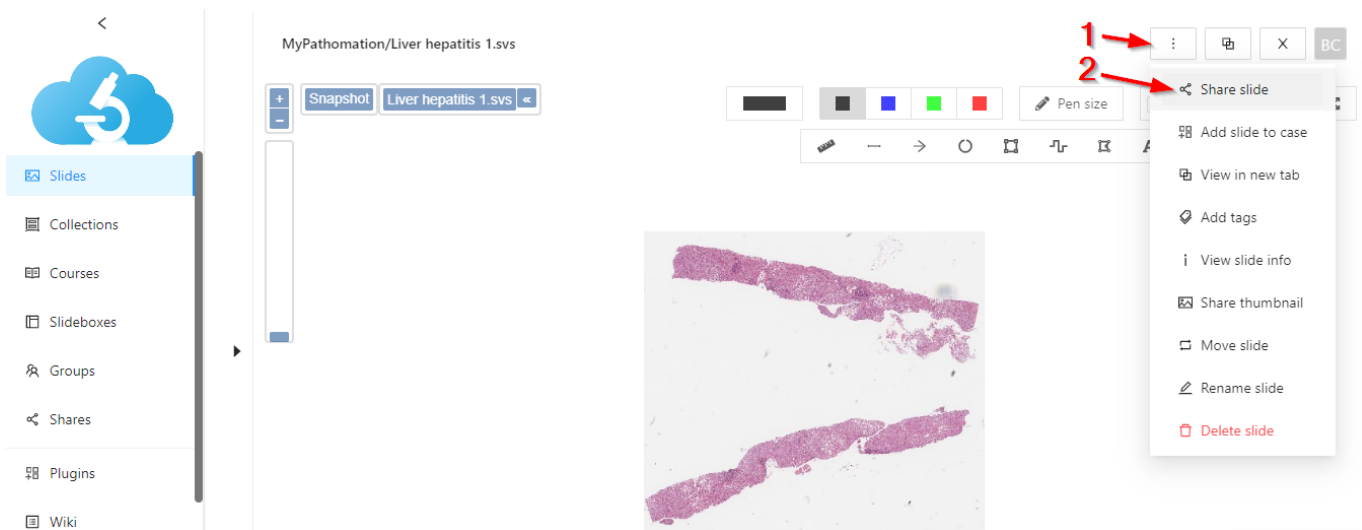 MyPathomation/Liver hepatitis 1.svs
1
BC
2
+
Snapshot
Liver hepatitis 1.svs
«
−
Pen size
Share slide
Add slide to case
View in new tab
Add tags
View slide info
Share thumbnail
Move slide
Rename slide
Delete slide
Slides
Collections
Courses
Slideboxes
Groups
Shares
Plugins
Wiki